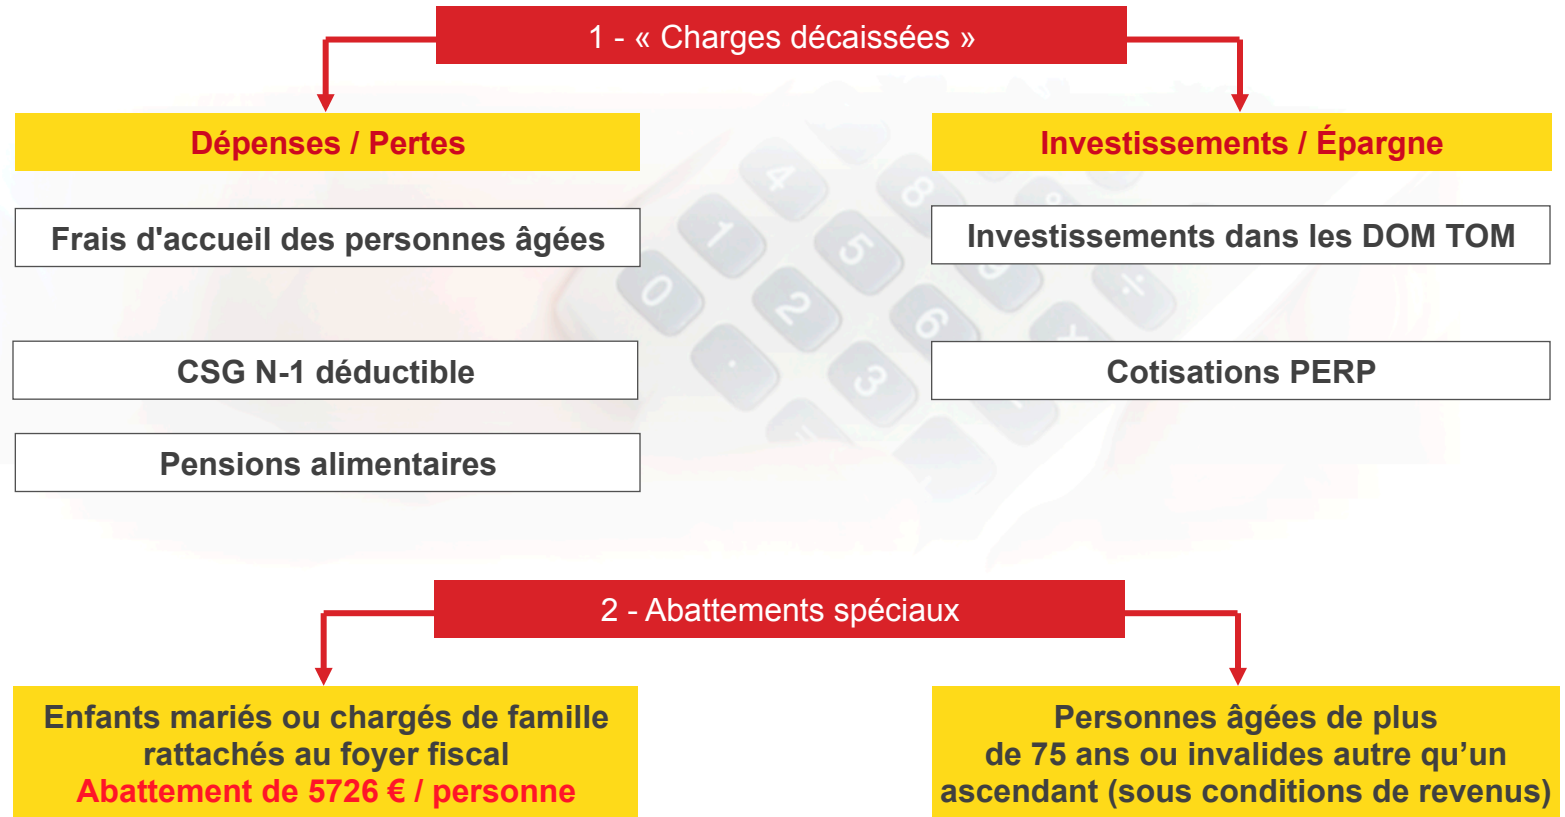 1 - « Charges décaissées »
Dépenses / Pertes
Investissements / Épargne
Frais d'accueil des personnes âgées
Investissements dans les DOM TOM
CSG N-1 déductible
Cotisations PERP
Pensions alimentaires
2 - Abattements spéciaux
Enfants mariés ou chargés de famille
rattachés au foyer fiscal
Abattement de 5726 € / personne
Personnes âgées de plus
de 75 ans ou invalides autre qu’un
ascendant (sous conditions de revenus)